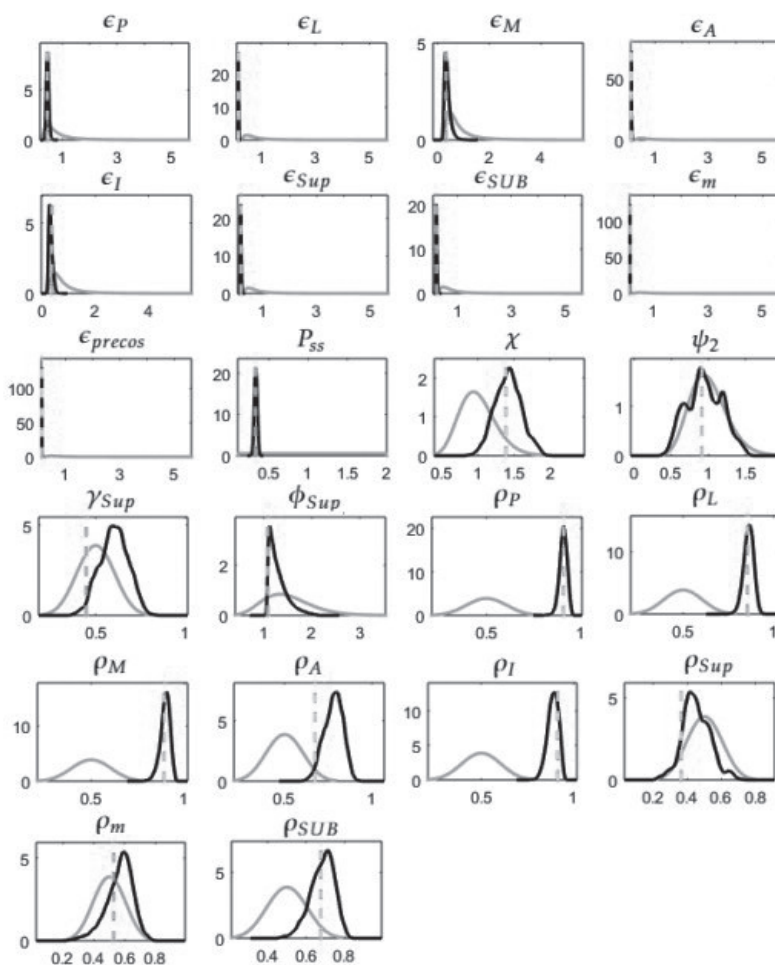 ϵ_P ϵ_L ϵ_M ϵ_A
5 0 1 3 5
20 10 0 1 3 5
5 0 0 2 4
50 0 1 3 5
ϵ_I ϵ_Sup ϵ_SUB ϵ_m
5 0 0 2 4
20 10 0 1 3 5
20 10 0 1 3 5
100 50 0 1 3 5
ϵ_precos P_ss χ ψ_2
100 50 0 1 3 5
20 10 0 0.5 1 1.5 2
2 1 0 0.5 1 1.5 2
1 0 0 0.5 1 1.5
γ_Sup ϕ_Sup ρ_P ρ_L
5 0 0.5 1
2 0 1 2 3
20 10 0 0.5 1
10 0 0.5 1
ρ_M ρ_A ρ_I ρ_Sup
10 0 0.5 1
5 0 0.5 1
10 5 0 0.5 1
5 0 0.2 0.4 0.6 0.8
ρ_m ρ_SUB
5 0 0.2 0.4 0.6 0.8
5 0 0.4 0.6 0.8